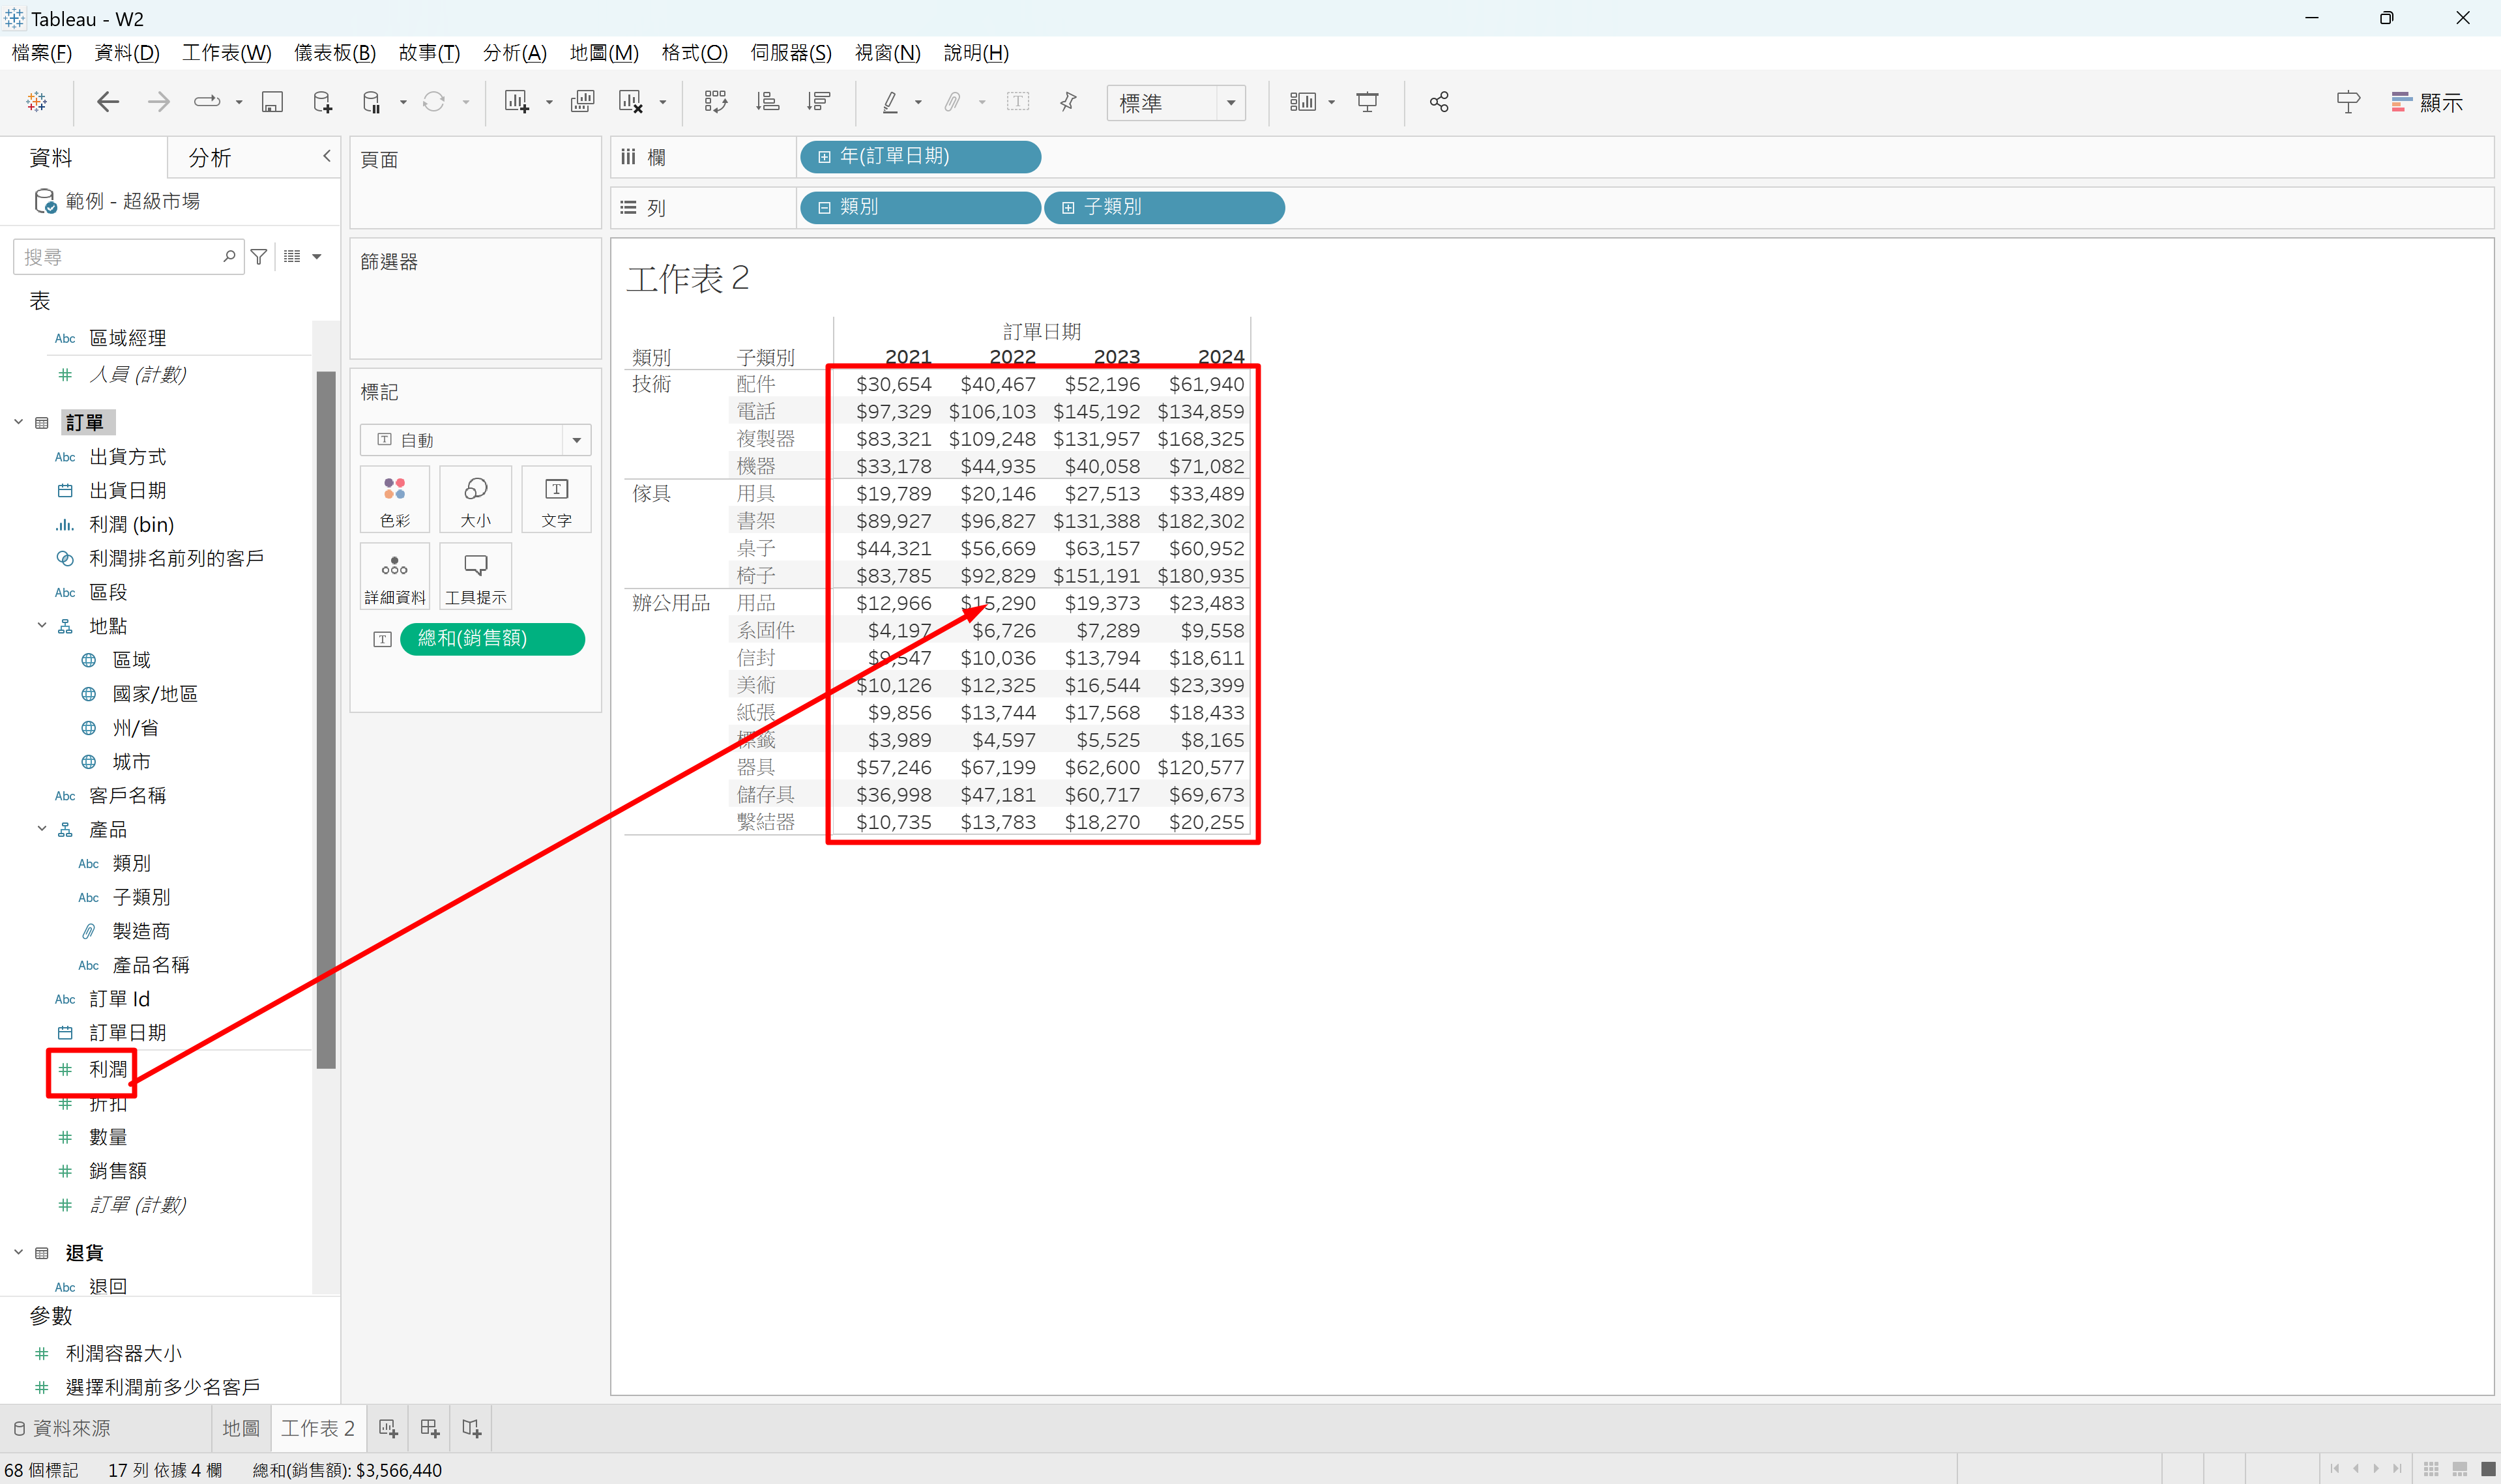 Tableau - W2
檔案(F) 資料(D) 工作表(W) 儀表板(B) 故事(T) 分析(A) 地圖(M) 格式(O) 伺服器(S) 視窗(N) 說明(H)
標準
顯示
資料 分析
範例 - 超級市場
搜尋
表
Abc 區域經理
人員 (計數)
訂單
Abc 出貨方式
出貨日期
利潤 (bin)
利潤排名前列的客戶
Abc 區段
地點
區域
國家/地區
州/省
城市
Abc 客戶名稱
產品
Abc 類別
Abc 子類別
製造商
Abc 產品名稱
Abc 訂單 Id
訂單日期
利潤
折扣
數量
銷售額
訂單 (計數)
退貨
Abc 退回
參數
利潤容器大小
選擇利潤前多少名客戶
頁面
篩選器
標記
自動
色彩 大小 文字
詳細資料 工具提示
總和(銷售額)
欄 年(訂單日期)
列 類別 子類別
工作表 2
訂單日期
類別 子類別 2021 2022 2023 2024
技術 配件 $30,654 $40,467 $52,196 $61,940
電話 $97,329 $106,103 $145,192 $134,859
複製器 $83,321 $109,248 $131,957 $168,325
機器 $33,178 $44,935 $40,058 $71,082
傢具 用具 $19,789 $20,146 $27,513 $33,489
書架 $89,927 $96,827 $131,388 $182,302
桌子 $44,321 $56,669 $63,157 $60,952
椅子 $83,785 $92,829 $151,191 $180,935
辦公用品 用品 $12,966 $15,290 $19,373 $23,483
系固件 $4,197 $6,726 $7,289 $9,558
信封 $9,547 $10,036 $13,794 $18,611
美術 $10,126 $12,325 $16,544 $23,399
紙張 $9,856 $13,744 $17,568 $18,433
標籤 $3,989 $4,597 $5,525 $8,165
器具 $57,246 $67,199 $62,600 $120,577
儲存具 $36,998 $47,181 $60,717 $69,673
繫結器 $10,735 $13,783 $18,270 $20,255
資料來源 地圖 工作表 2
68 個標記 17 列 依據 4 欄 總和(銷售額): $3,566,440